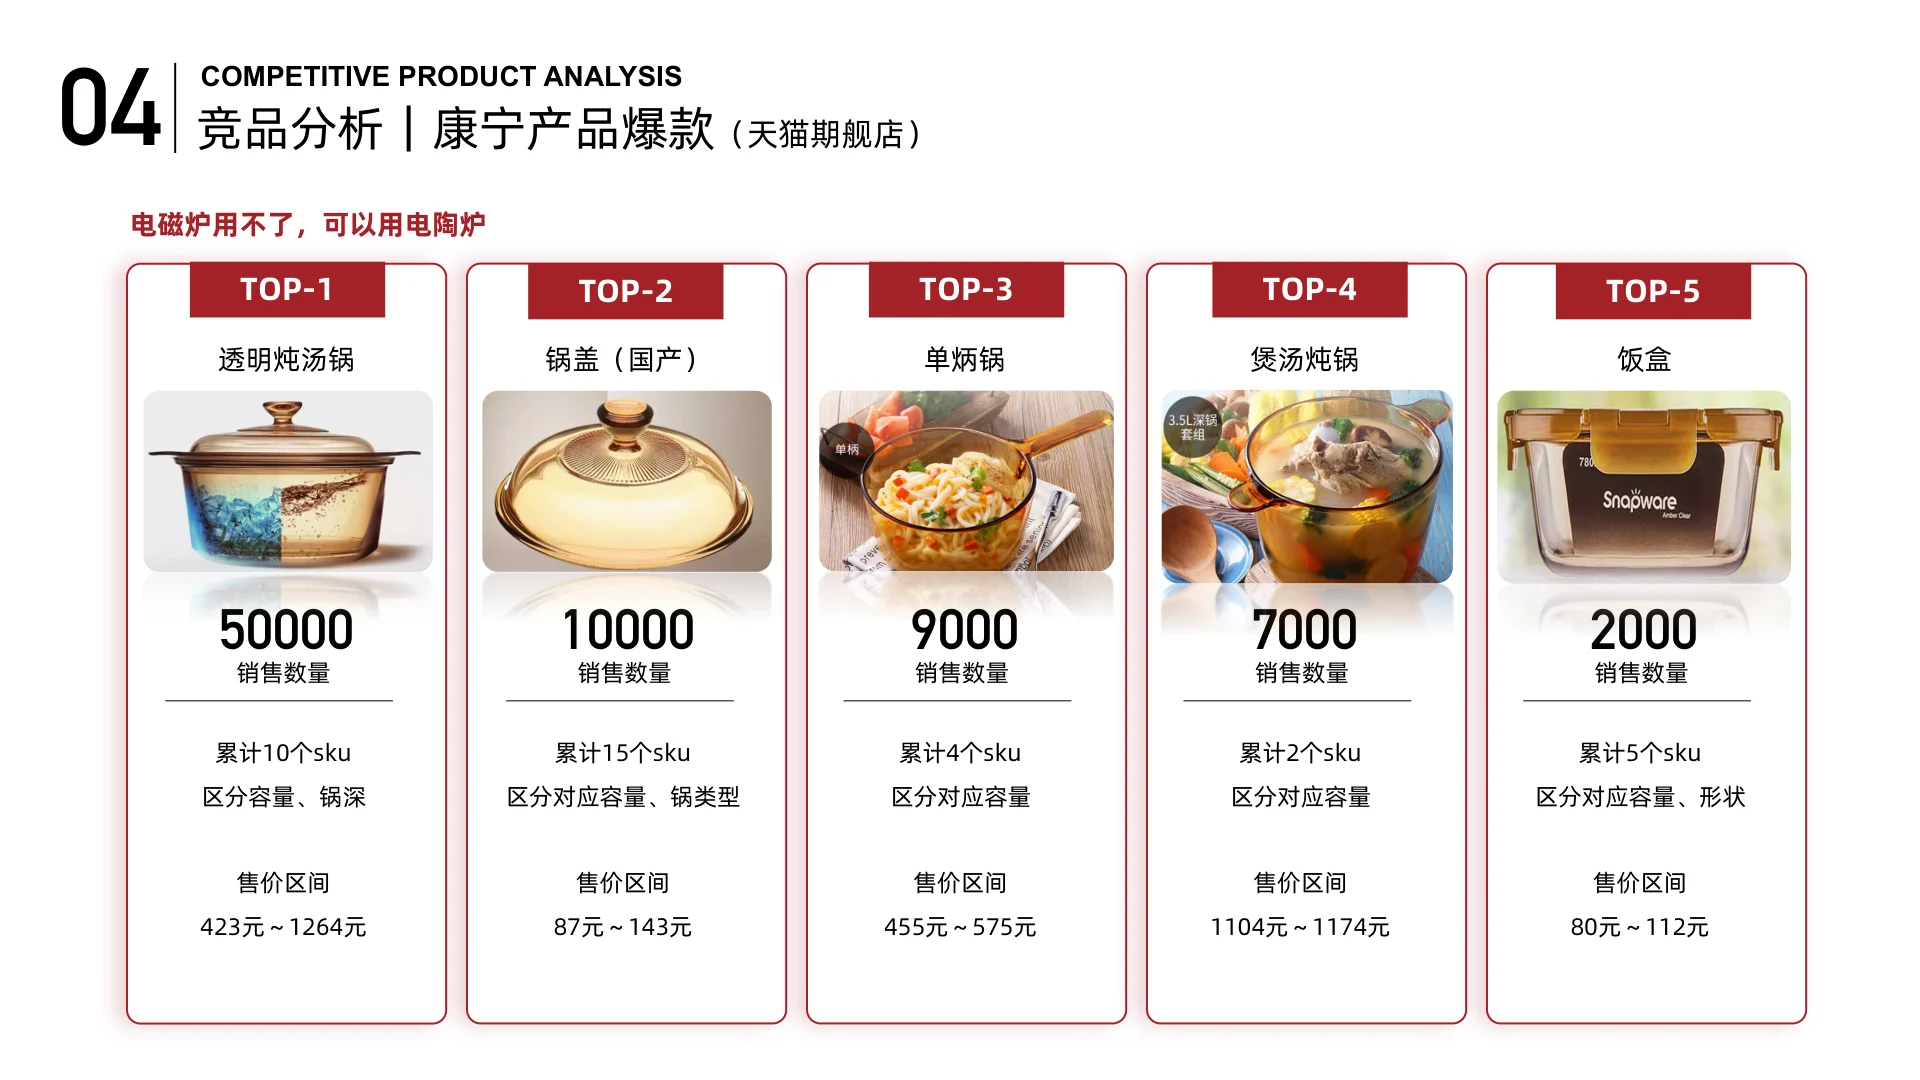 04
COMPETITIVE PRODUCT ANALYSIS
竞品分析｜康宁产品爆款（天猫期舰店）
电磁炉用不了，可以用电陶炉
TOP-1
透明炖汤锅
50000
销售数量
累计10个sku
区分容量、锅深
售价区间
423元~1264元
TOP-2
锅盖（国产）
10000
销售数量
累计15个sku
区分对应容量、锅类型
售价区间
87元~143元
TOP-3
单炳锅
单柄
9000
销售数量
累计4个sku
区分对应容量
售价区间
455元~575元
TOP-4
煲汤炖锅
3.5L深锅
套组
7000
销售数量
累计2个sku
区分对应容量
售价区间
1104元~1174元
TOP-5
饭盒
780
Snapware
Amber Clear
2000
销售数量
累计5个sku
区分对应容量、形状
售价区间
80元~112元